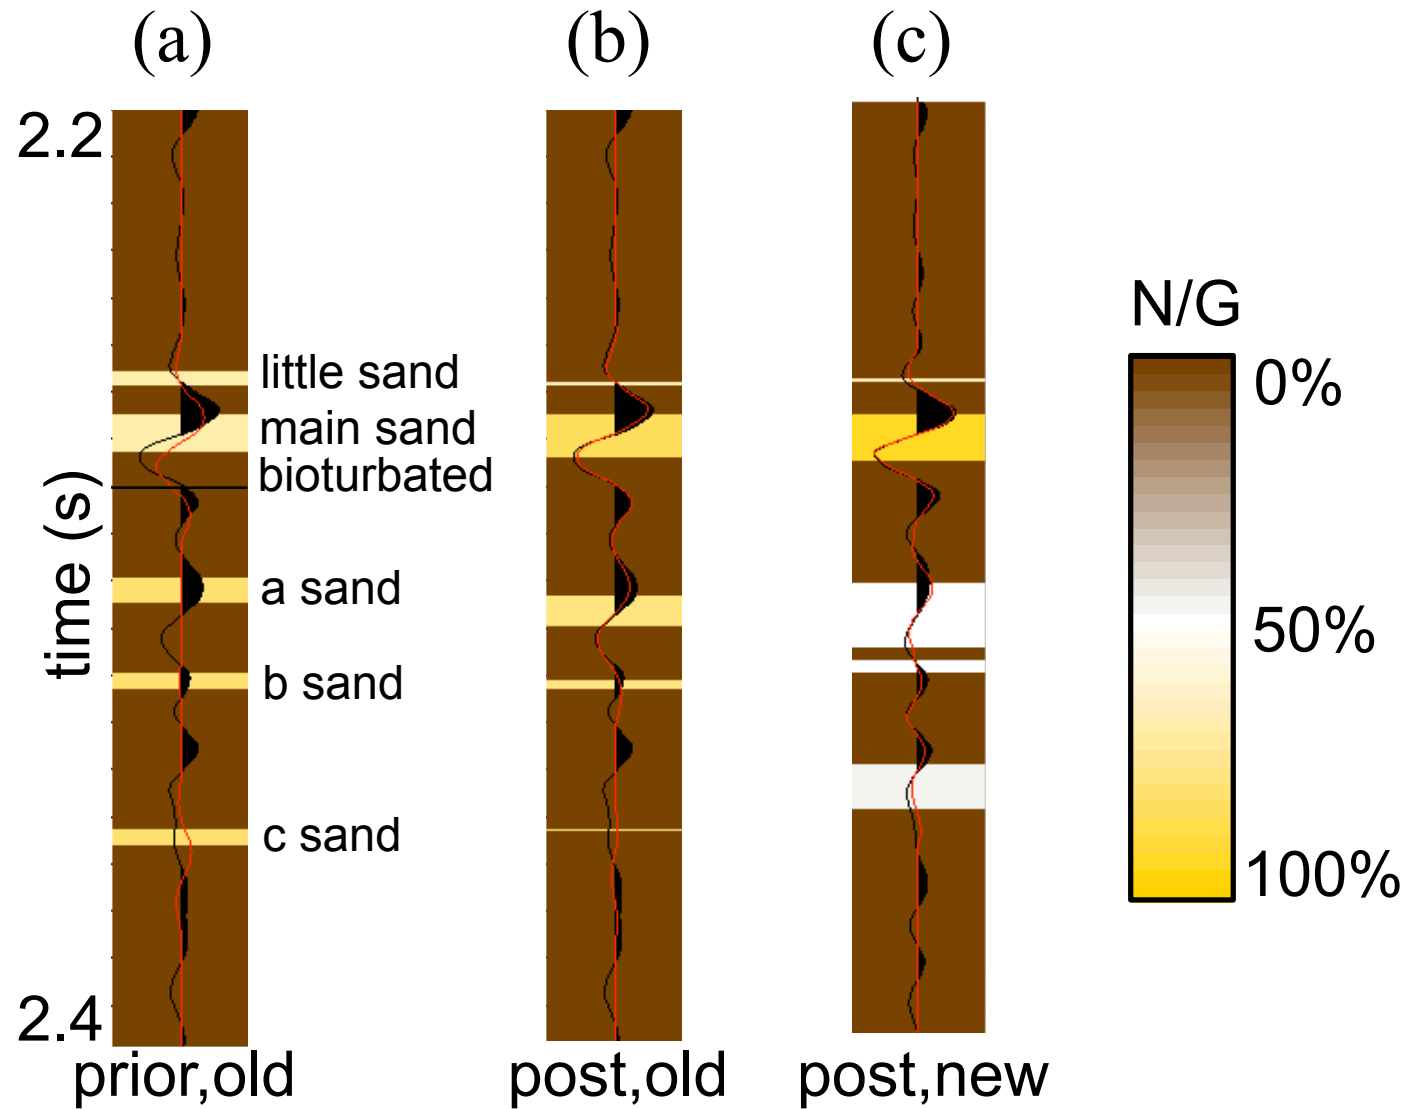 (a)
(b)
(c)
2.2
time (s)
2.4
little sand
main sand
bioturbated
a sand
b sand
c sand
N/G
0%
50%
100%
prior,old
post,old
post,new